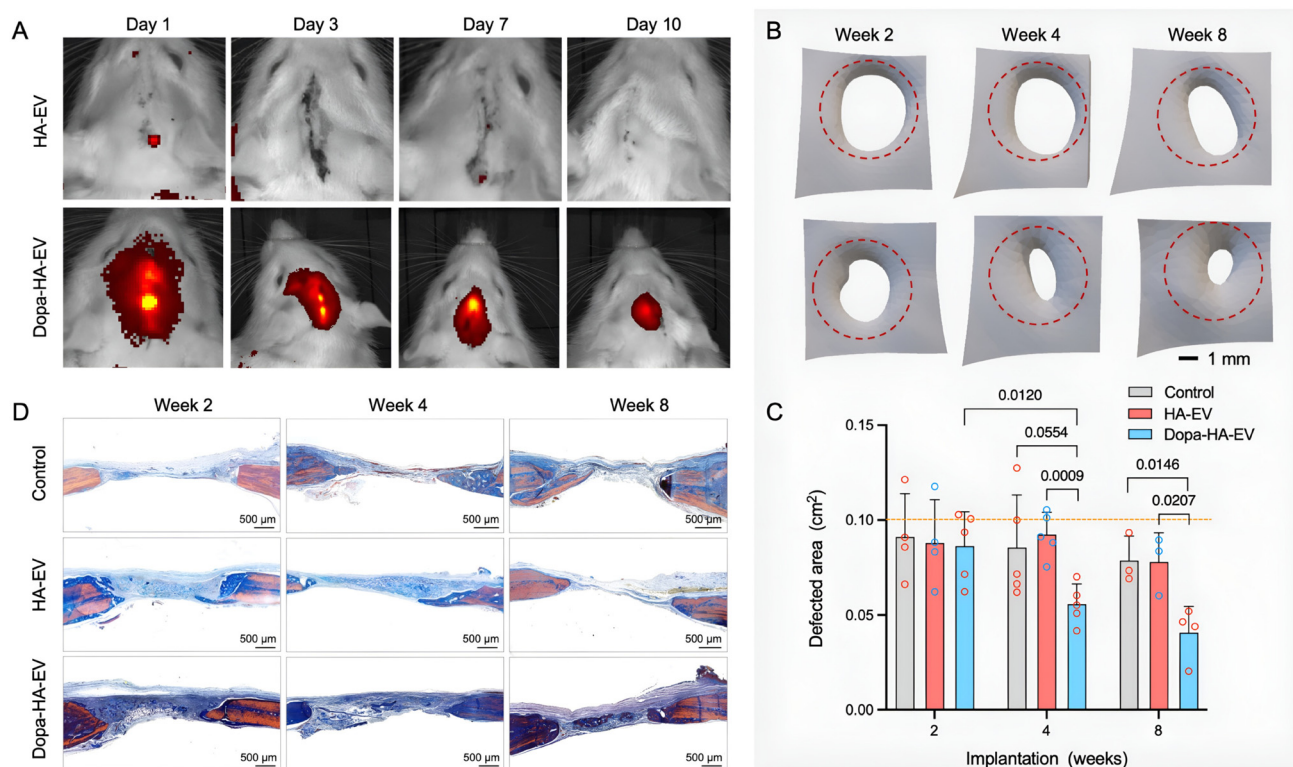 A
Day 1
Day 3
Day 7
Day 10
HA-EV
Dopa-HA-EV
B
Week 2
Week 4
Week 8
1 mm
C
Control
HA-EV
Dopa-HA-EV
0.0120
0.0554
0.0009
0.0146
0.0207
Defected area (cm²)
0.15
0.10
0.05
0.00
2
4
8
Implantation (weeks)
D
Week 2
Week 4
Week 8
Control
500 µm
500 µm
500 µm
HA-EV
500 µm
500 µm
500 µm
Dopa-HA-EV
500 µm
500 µm
500 µm